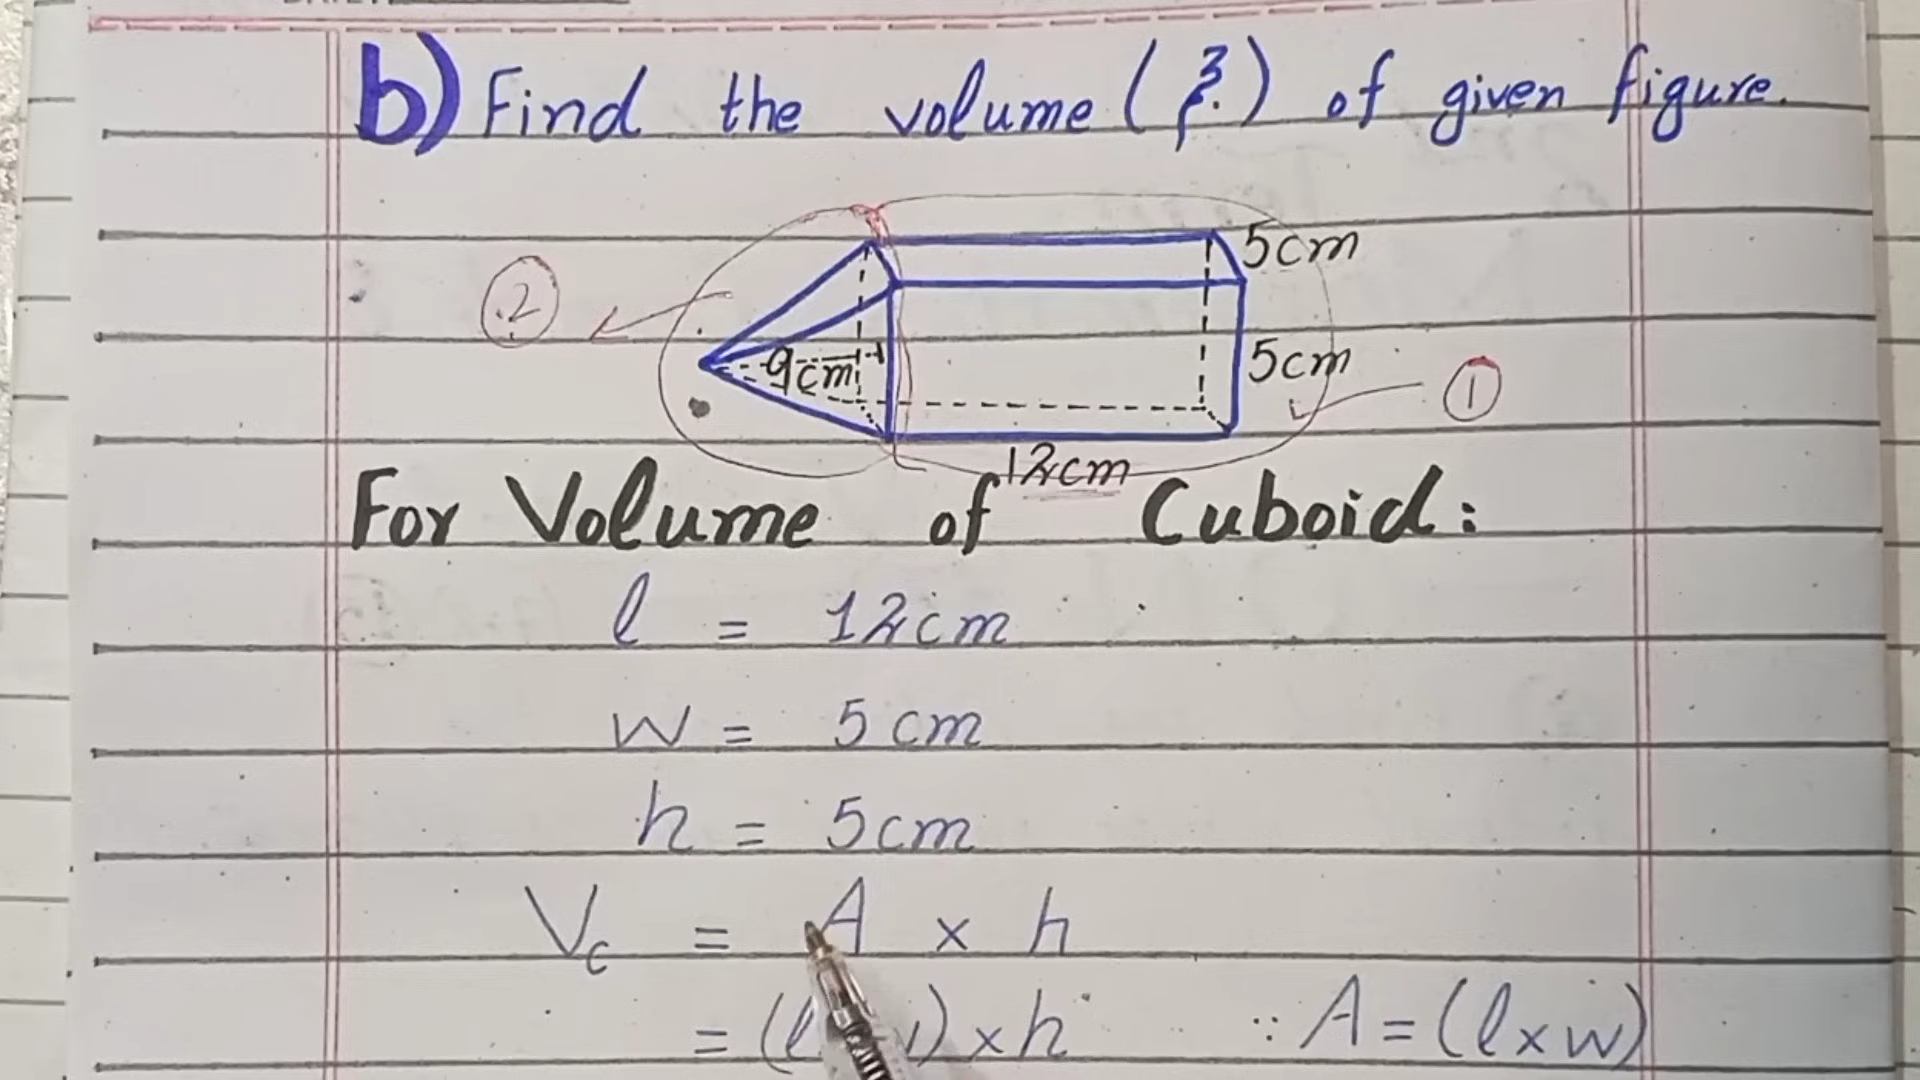 b) Find the volume ( ) of given figure.
5cm
.2
9cm
5cm
1
12cm
For Volume of Cuboid:
l = 12cm
w = 5cm
h = 5cm
Vc = A × h
= (l ) × h ∵ A = (l × w)